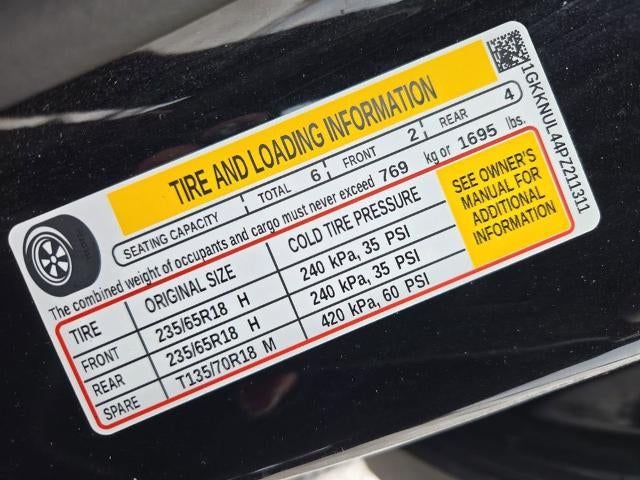 TIRE AND LOADING INFORMATION
SEATING CAPACITY TOTAL 6 FRONT 2 REAR 4
The combined weight of occupants and cargo must never exceed 769 kg or 1695 lbs.
TIRE ORIGINAL SIZE COLD TIRE PRESSURE
FRONT 235/65R18 H 240 kPa, 35 PSI
REAR 235/65R18 H 240 kPa, 35 PSI
SPARE T135/70R18 M 420 kPa, 60 PSI
SEE OWNER'S
MANUAL FOR
ADDITIONAL
INFORMATION
1GKKNUL44PZ211311